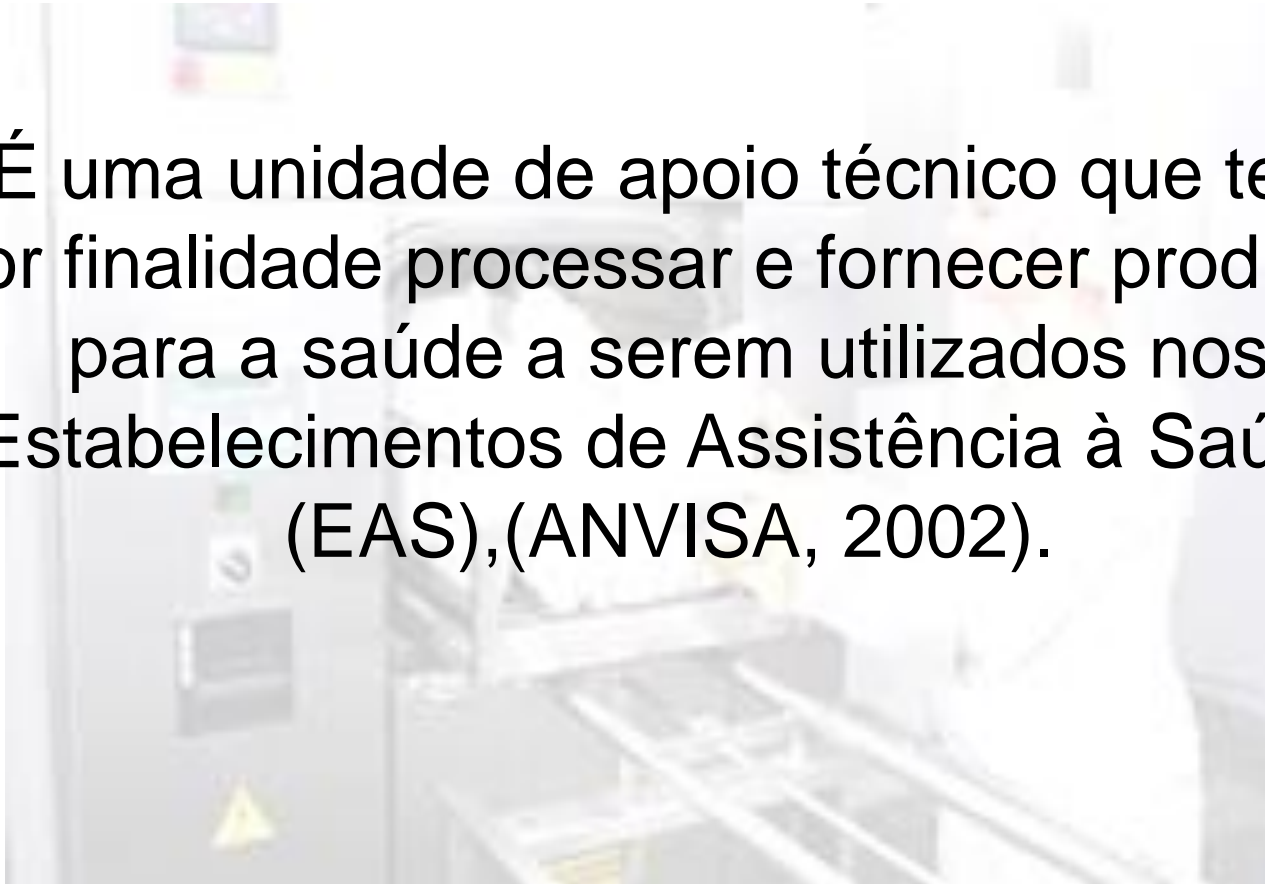 É uma unidade de apoio técnico que te
or finalidade processar e fornecer prod
para a saúde a serem utilizados nos
Estabelecimentos de Assistência à Saú
(EAS),(ANVISA, 2002).